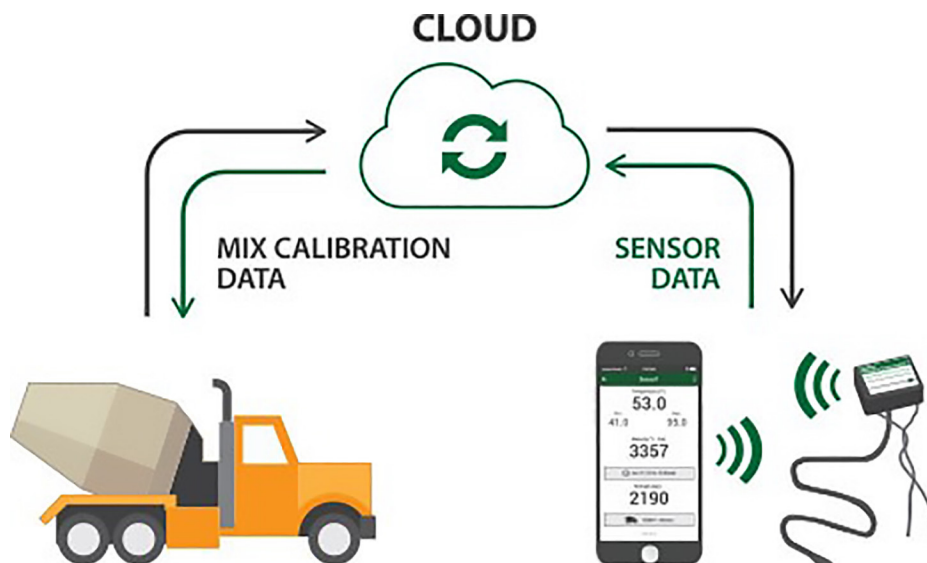 CLOUD
MIX CALIBRATION
DATA
SENSOR
DATA
53.0
41.0
95.0
3357
2190